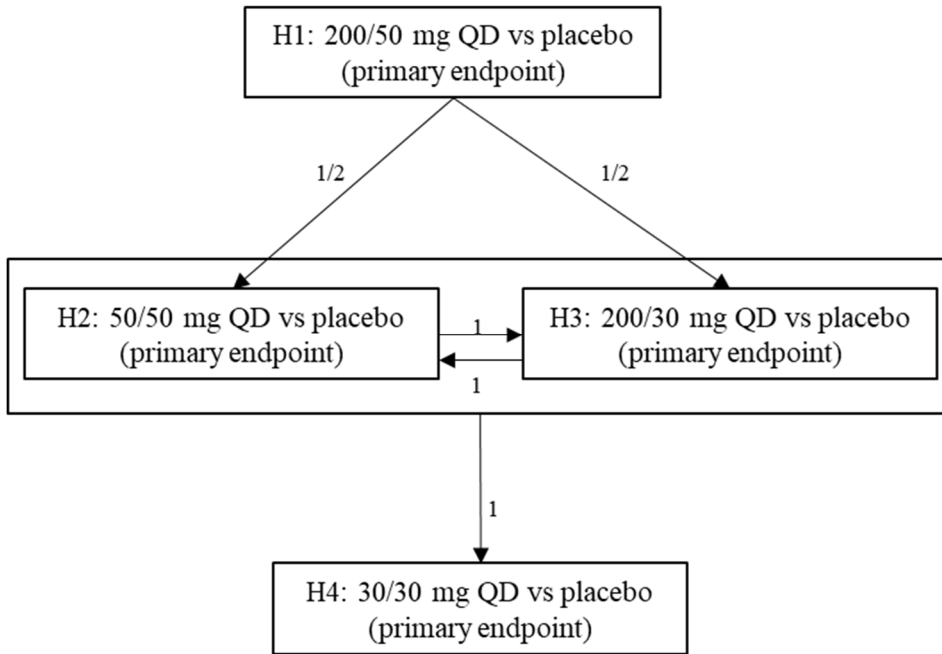 H1: 200/50 mg QD vs placebo
(primary endpoint)
1/2
1/2
H2: 50/50 mg QD vs placebo
(primary endpoint)
1
1
H3: 200/30 mg QD vs placebo
(primary endpoint)
1
H4: 30/30 mg QD vs placebo
(primary endpoint)